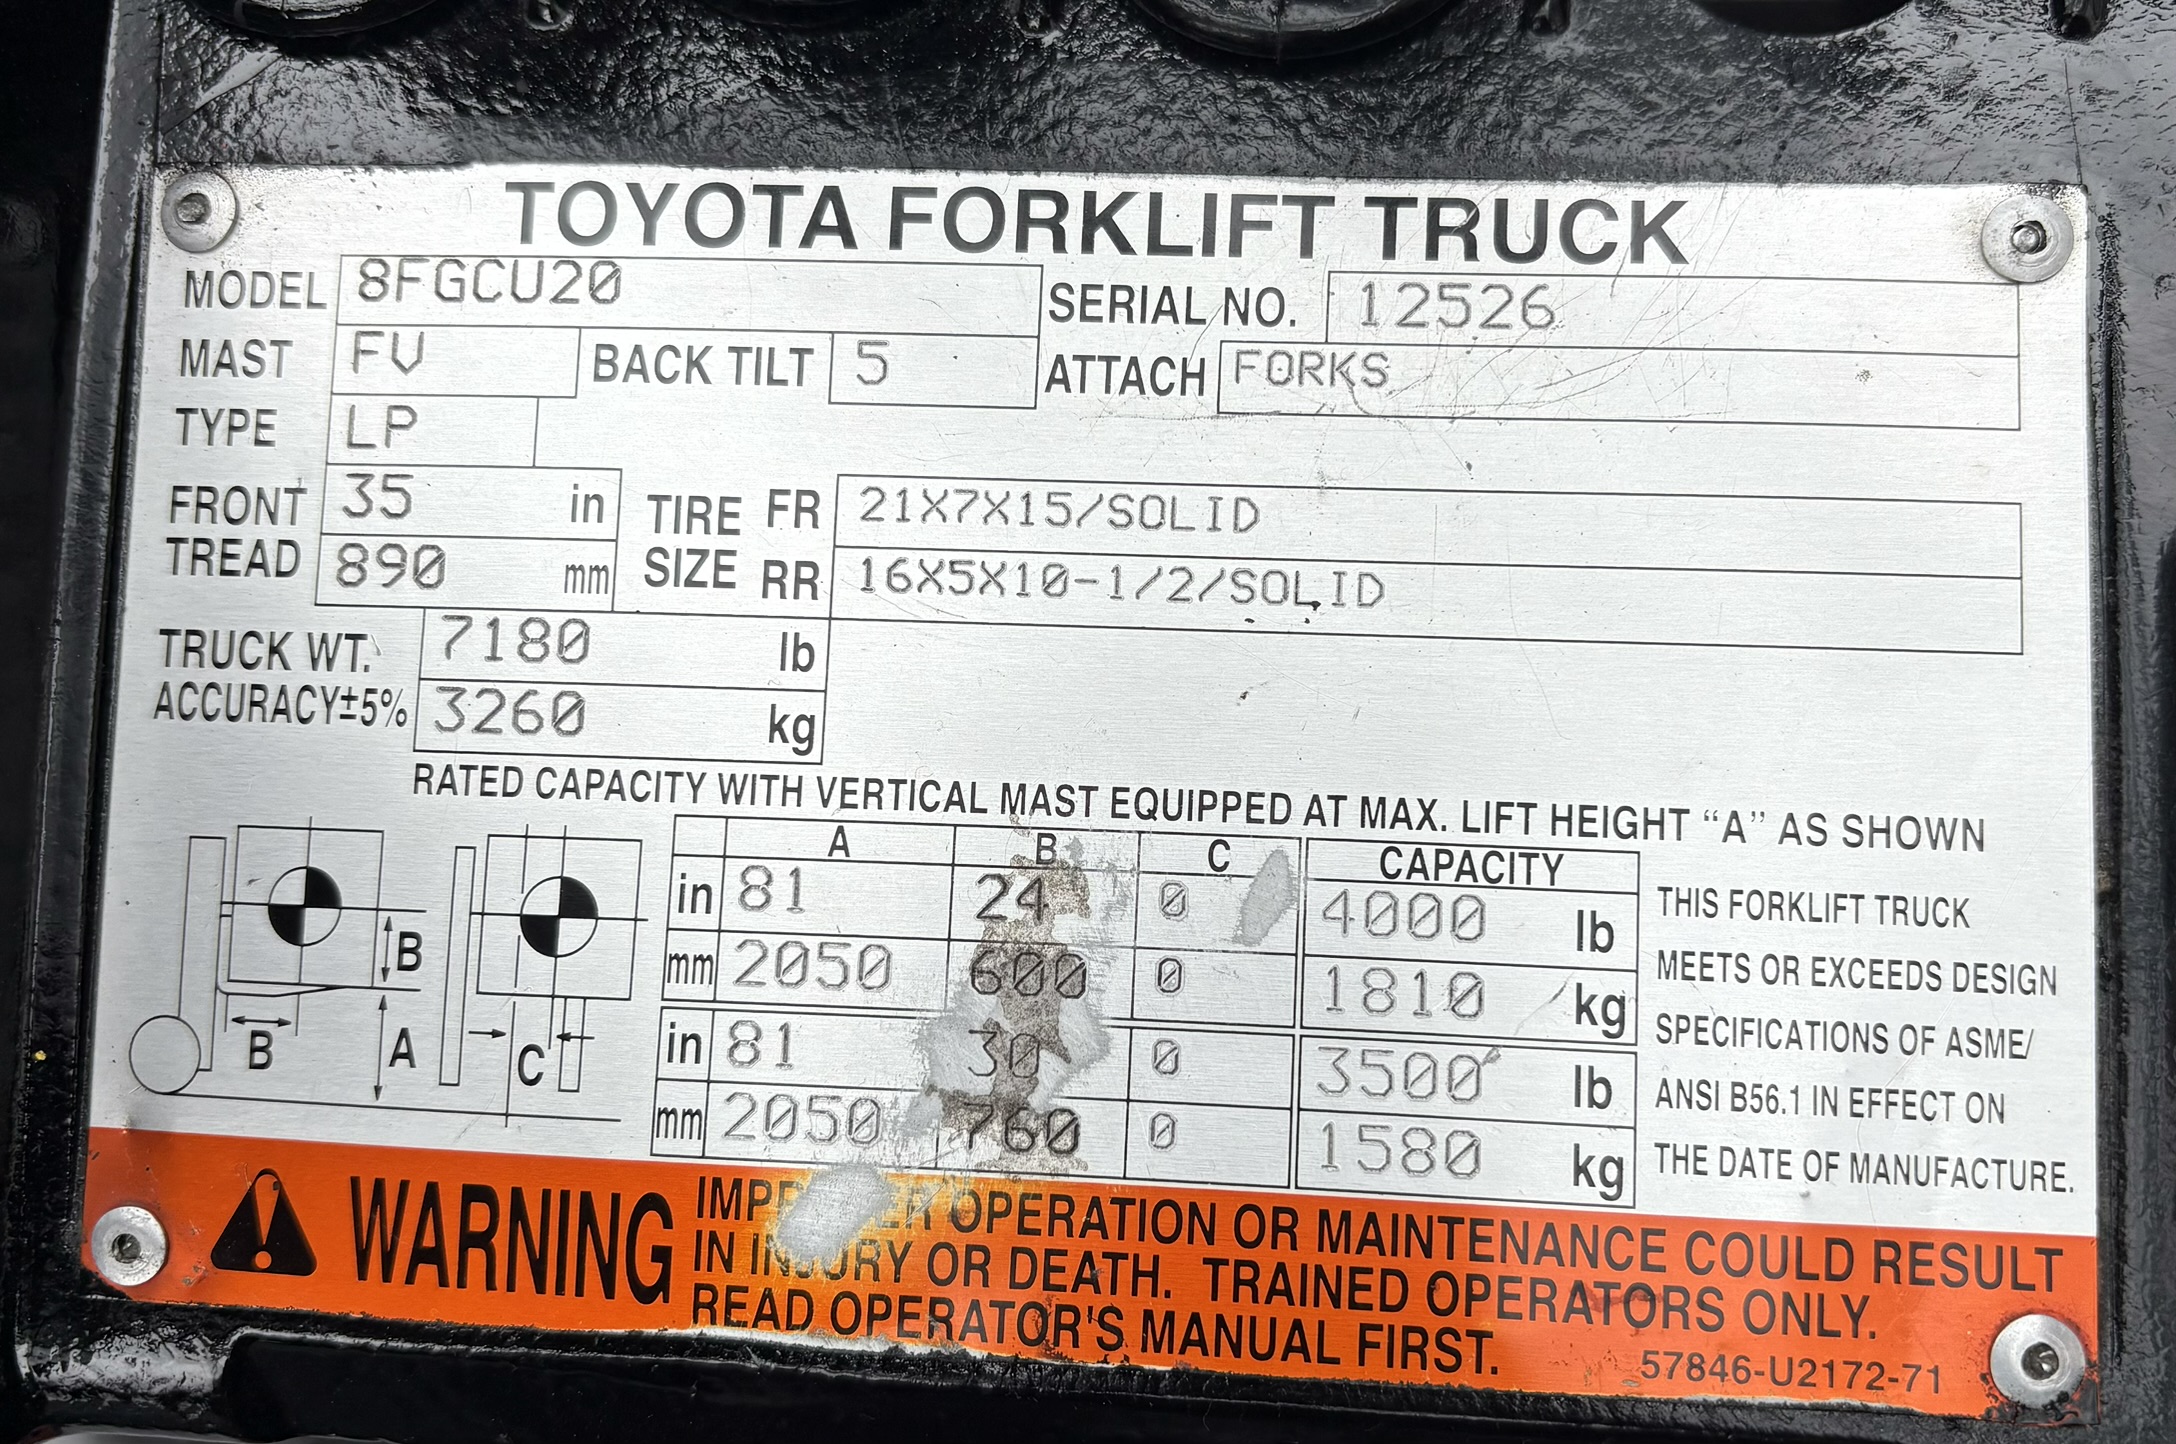 TOYOTA FORKLIFT TRUCK
MODEL 8FGCU20 SERIAL NO. 12526
MAST FV BACK TILT 5 ATTACH FORKS
TYPE LP
FRONT TREAD 35 in TIRE SIZE FR 21X7X15/SOLID
890 mm RR 16X5X10-1/2/SOLID
TRUCK WT. 7180 lb
ACCURACY±5% 3260 kg
RATED CAPACITY WITH VERTICAL MAST EQUIPPED AT MAX. LIFT HEIGHT “A” AS SHOWN
A B C CAPACITY
in 81 24 0 4000 lb
mm 2050 600 0 1810 kg
in 81 30 0 3500 lb
mm 2050 760 0 1580 kg
B
B A C
THIS FORKLIFT TRUCK
MEETS OR EXCEEDS DESIGN
SPECIFICATIONS OF ASME/
ANSI B56.1 IN EFFECT ON
THE DATE OF MANUFACTURE.
WARNING
IMPROPER OPERATION OR MAINTENANCE COULD RESULT
IN INJURY OR DEATH. TRAINED OPERATORS ONLY.
READ OPERATOR'S MANUAL FIRST.
57846-U2172-71